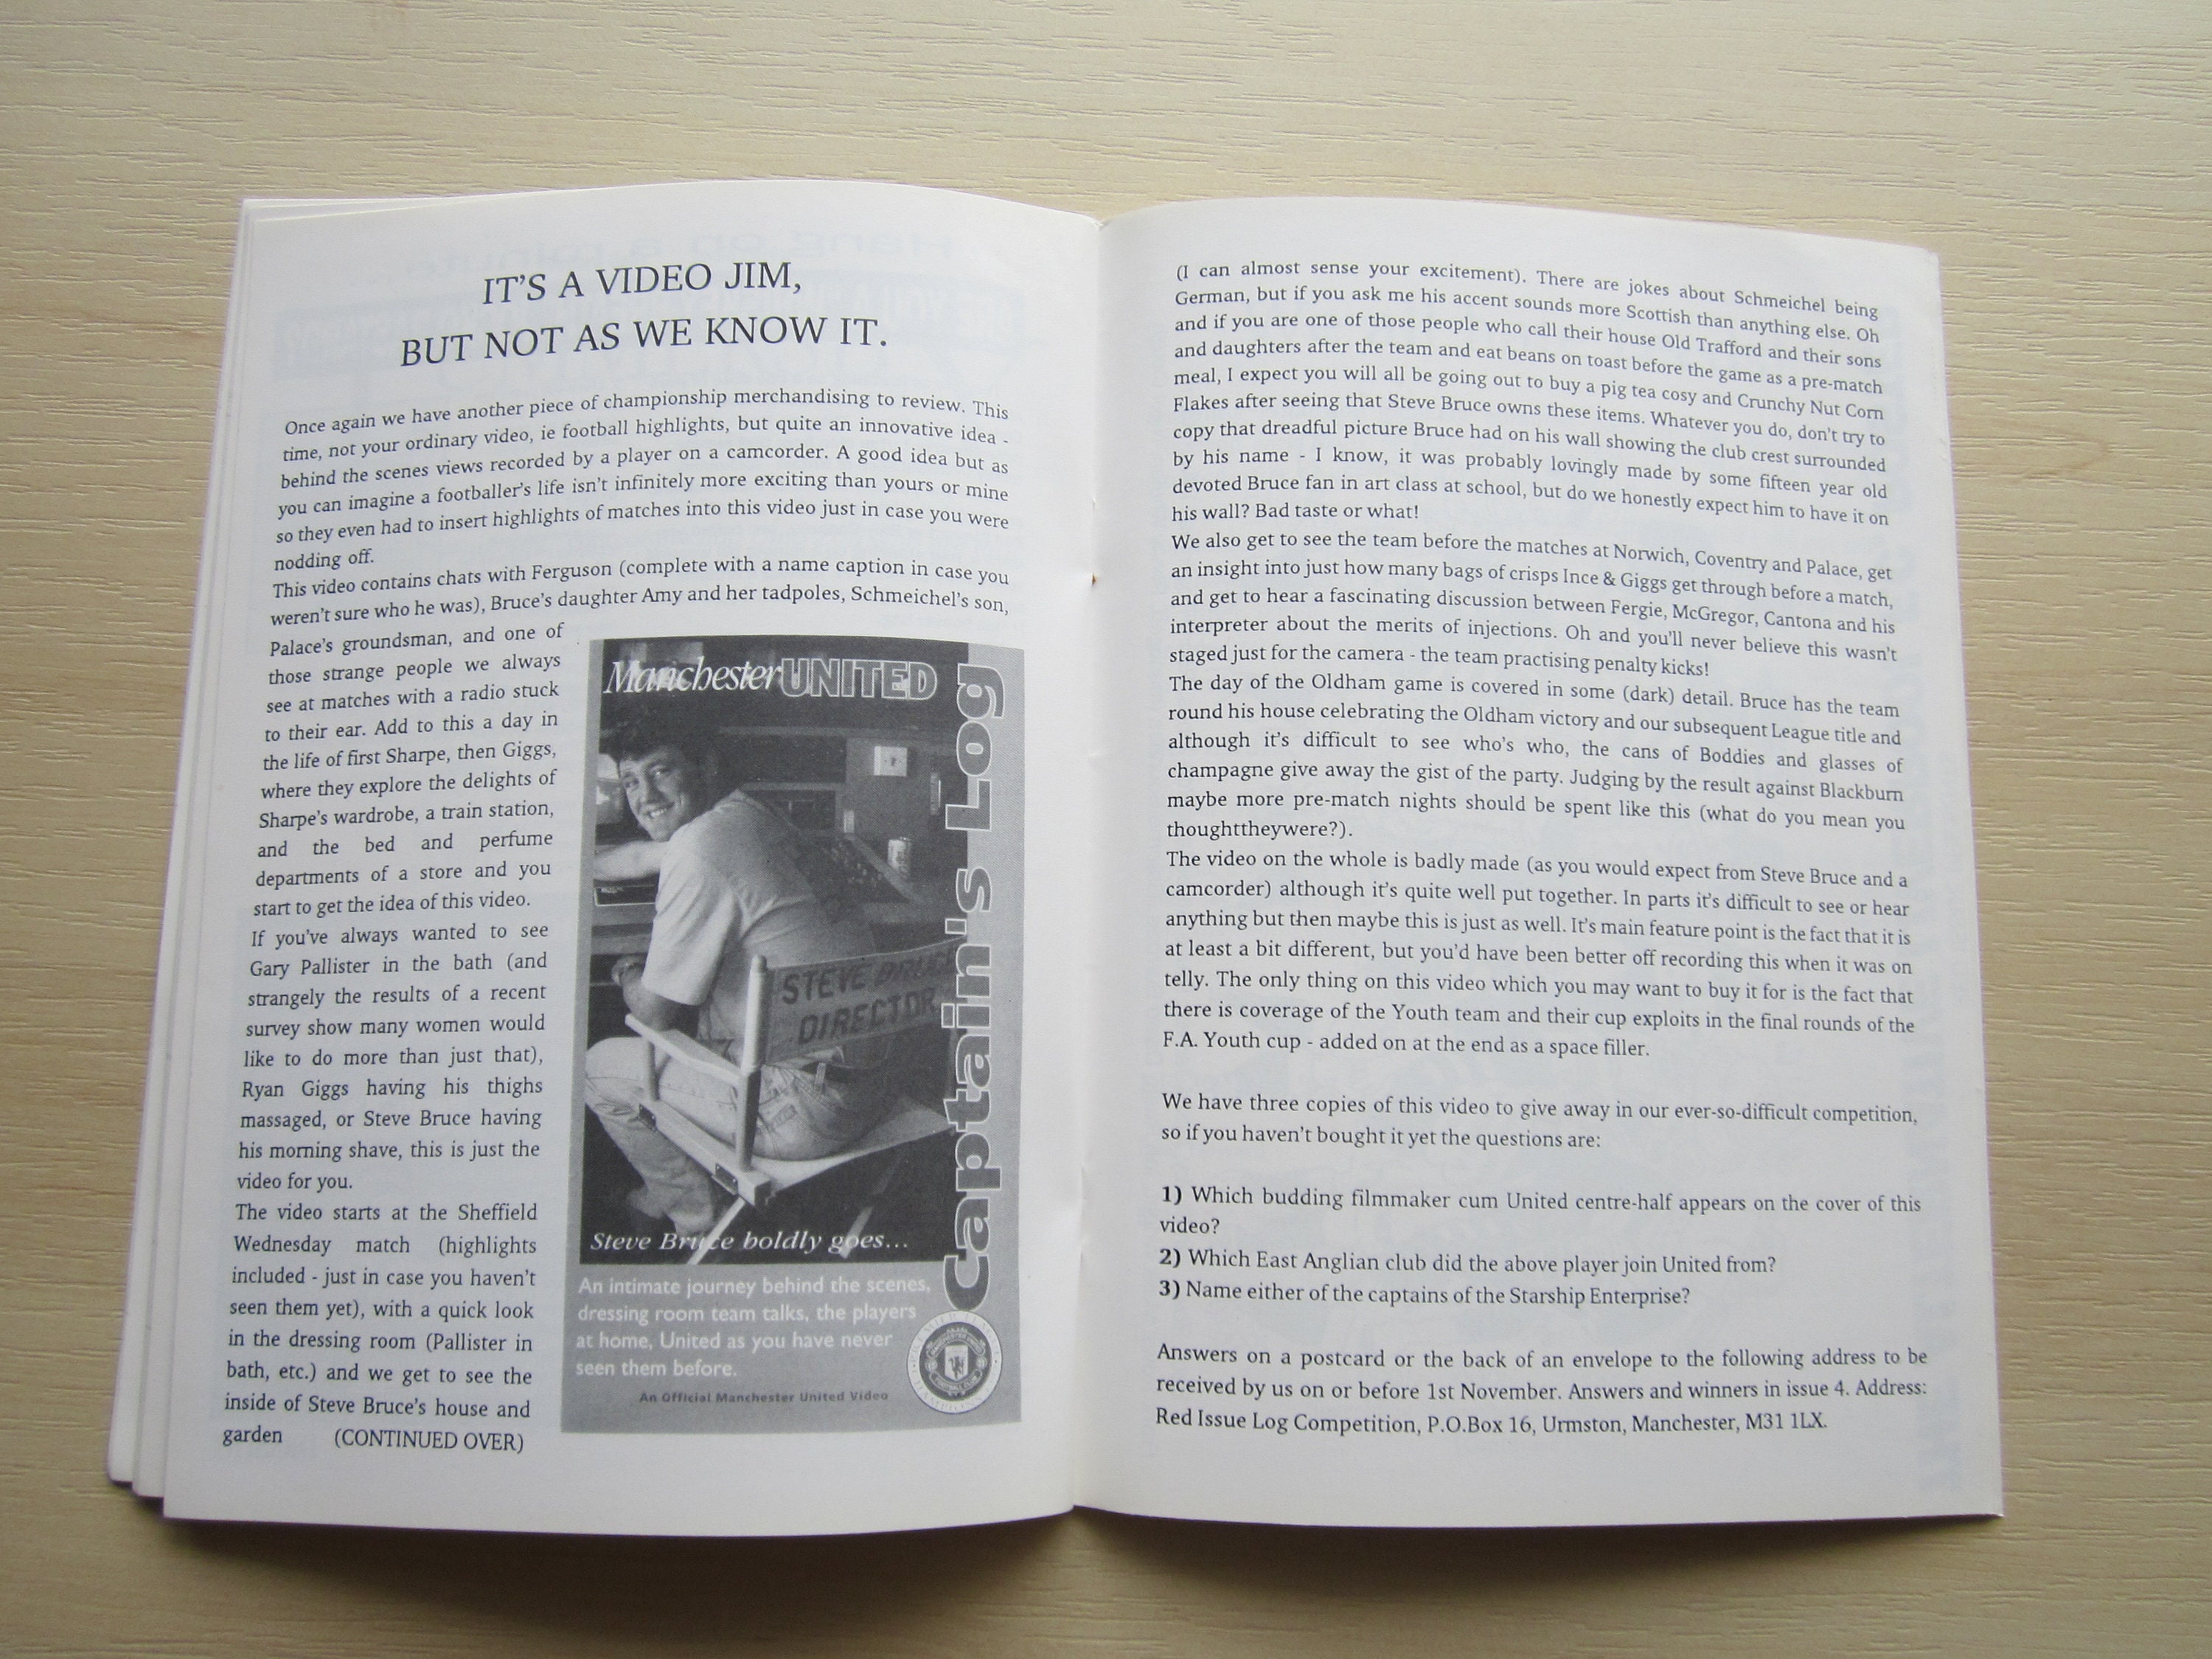 IT'S A VIDEO JIM,
BUT NOT AS WE KNOW IT.
Once again we have another piece of championship merchandising to review. This
time, not your ordinary video, ie football highlights, but quite an innovative idea -
behind the scenes views recorded by a player on a camcorder. A good idea but as
you can imagine a footballer's life isn't infinitely more exciting than yours or mine
so they even had to insert highlights of matches into this video just in case you were
nodding off.
This video contains chats with Ferguson (complete with a name caption in case you
weren't sure who he was), Bruce's daughter Amy and her tadpoles, Schmeichel's son,
Palace's groundsman, and one of
those strange people we always
see at matches with a radio stuck
to their ear. Add to this a day in
the life of first Sharpe, then Giggs,
where they explore the delights of
Sharpe's wardrobe, a train station,
and the bed and perfume
departments of a store and you
start to get the idea of this video.
If you've always wanted to see
Gary Pallister in the bath (and
strangely the results of a recent
survey show many women would
like to do more than just that),
Ryan Giggs having his thighs
massaged, or Steve Bruce having
his morning shave, this is just the
video for you.
The video starts at the Sheffield
Wednesday match (highlights
included - just in case you haven't
seen them yet), with a quick look
in the dressing room (Pallister in
bath, etc.) and we get to see the
inside of Steve Bruce's house and
garden (CONTINUED OVER)
Manchester UNITED
Captain's Log
STEVE BRUCE
DIRECTOR
Steve Bruce boldly goes...
An intimate journey behind the scenes,
dressing room team talks, the players
at home, United as you have never
seen them before.
An Official Manchester United Video
(I can almost sense your excitement). There are jokes about Schmeichel being
German, but if you ask me his accent sounds more Scottish than anything else. Oh
and if you are one of those people who call their house Old Trafford and their sons
and daughters after the team and eat beans on toast before the game as a pre-match
meal, I expect you will all be going out to buy a pig tea cosy and Crunchy Nut Corn
Flakes after seeing that Steve Bruce owns these items. Whatever you do, don't try to
copy that dreadful picture Bruce had on his wall showing the club crest surrounded
by his name - I know, it was probably lovingly made by some fifteen year old
devoted Bruce fan in art class at school, but do we honestly expect him to have it on
his wall? Bad taste or what!
We also get to see the team before the matches at Norwich, Coventry and Palace, get
an insight into just how many bags of crisps Ince & Giggs get through before a match,
and get to hear a fascinating discussion between Fergie, McGregor, Cantona and his
interpreter about the merits of injections. Oh and you'll never believe this wasn't
staged just for the camera - the team practising penalty kicks!
The day of the Oldham game is covered in some (dark) detail. Bruce has the team
round his house celebrating the Oldham victory and our subsequent League title and
although it's difficult to see who's who, the cans of Boddies and glasses of
champagne give away the gist of the party. Judging by the result against Blackburn
maybe more pre-match nights should be spent like this (what do you mean you
thoughttheywere?).
The video on the whole is badly made (as you would expect from Steve Bruce and a
camcorder) although it's quite well put together. In parts it's difficult to see or hear
anything but then maybe this is just as well. It's main feature point is the fact that it is
at least a bit different, but you'd have been better off recording this when it was on
telly. The only thing on this video which you may want to buy it for is the fact that
there is coverage of the Youth team and their cup exploits in the final rounds of the
F.A. Youth cup - added on at the end as a space filler.
We have three copies of this video to give away in our ever-so-difficult competition,
so if you haven't bought it yet the questions are:
1) Which budding filmmaker cum United centre-half appears on the cover of this
video?
2) Which East Anglian club did the above player join United from?
3) Name either of the captains of the Starship Enterprise?
Answers on a postcard or the back of an envelope to the following address to be
received by us on or before 1st November. Answers and winners in issue 4. Address:
Red Issue Log Competition, P.O.Box 16, Urmston, Manchester, M31 1LX.